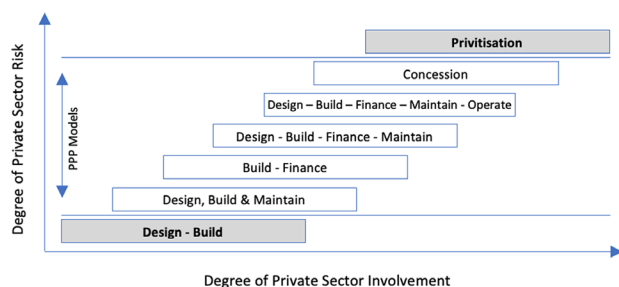 Degree of Private Sector Risk
PPP Models
Privitisation
Concession
Design – Build – Finance – Maintain - Operate
Design - Build - Finance - Maintain
Build - Finance
Design, Build & Maintain
Design - Build
Degree of Private Sector Involvement